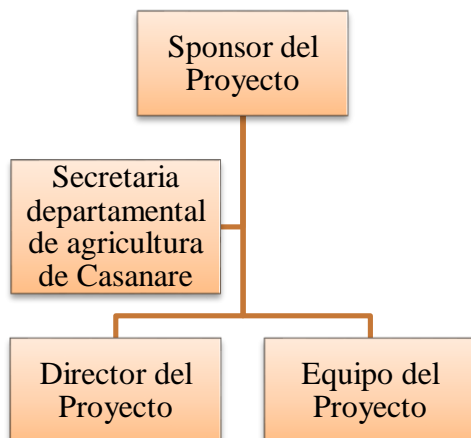 Sponsor del
Proyecto
Secretaria
departamental
de agricultura
de Casanare
Director del
Proyecto
Equipo del
Proyecto